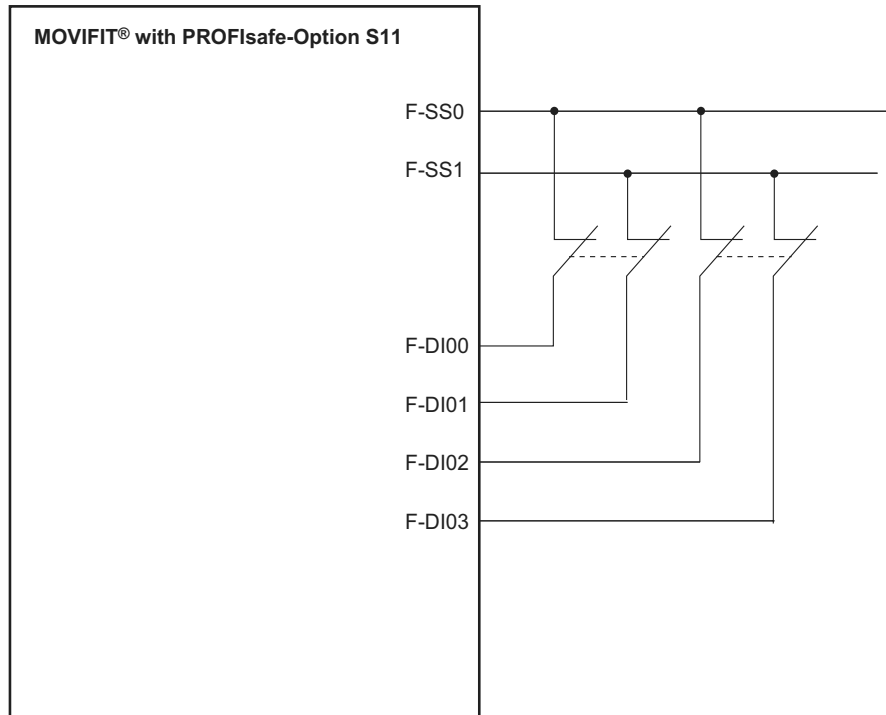 MOVIFIT® with PROFIsafe-Option S11
F-SS0
F-SS1
F-DI00
F-DI01
F-DI02
F-DI03